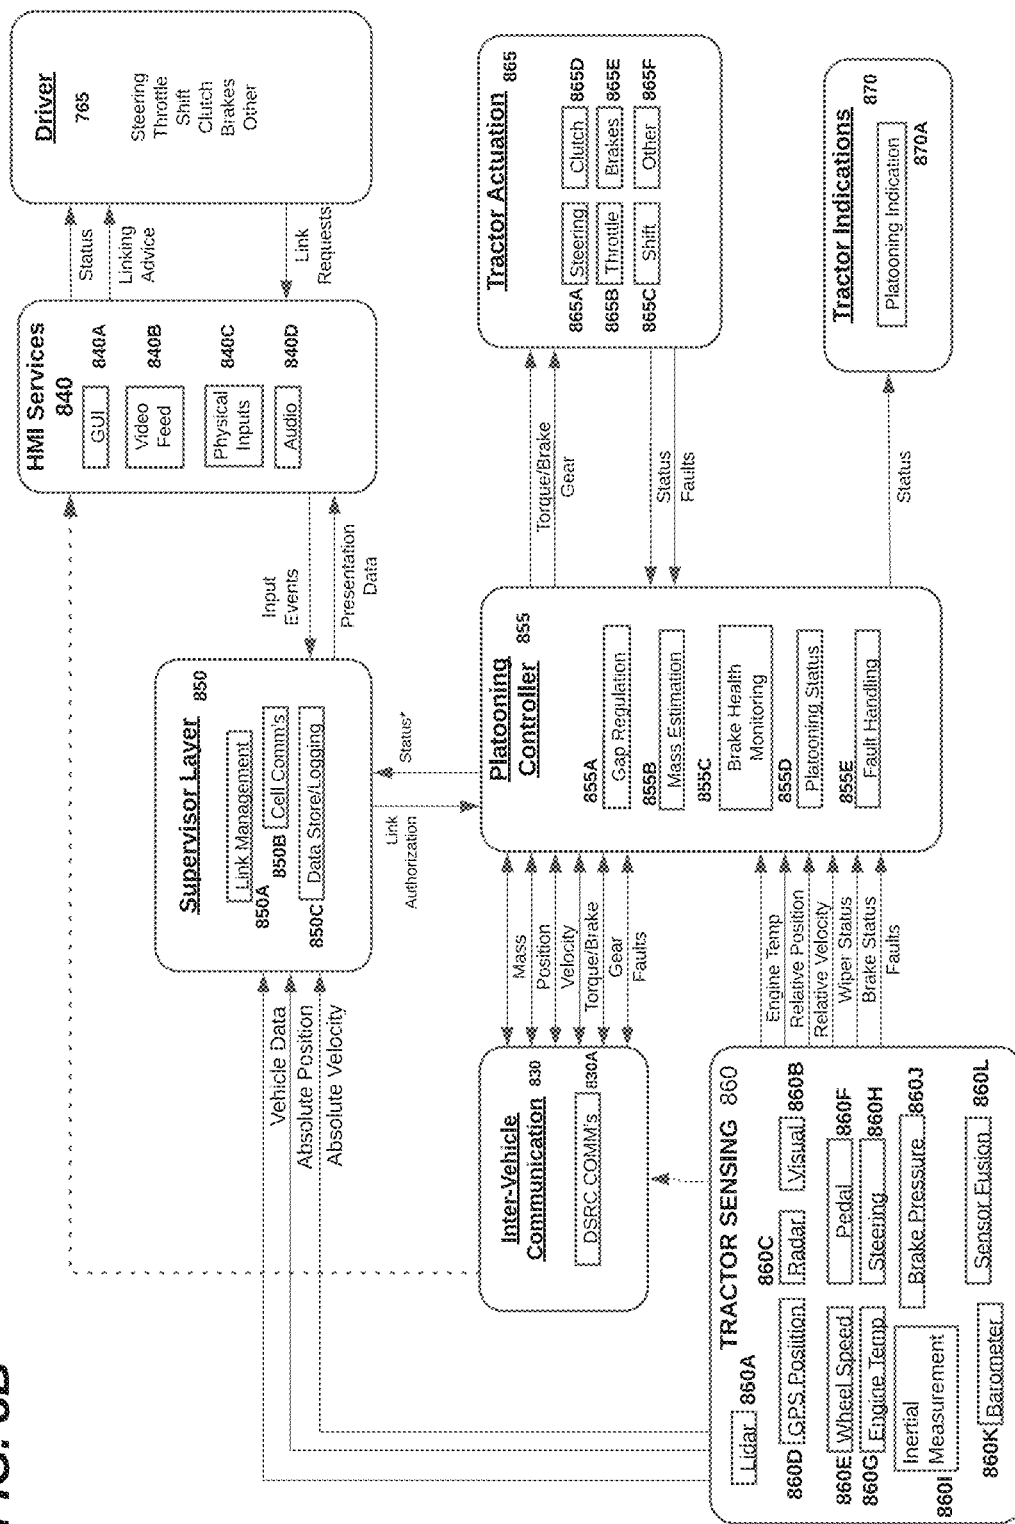 Driver
765
Steering
Throttle
Shift
Clutch
Brakes
Other
Status
Linking
Advice
Link
Requests
HMI Services
840
GUI
840A
Video
Feed
840B
Physical
Inputs
840C
Audio
840D
Input
Events
Presentation
Data
Supervisor Layer 850
Link Management
850A
850B
Cell Comm's
850C
Data Store/Logging
Link
Authorization
Status*
Vehicle Data
Absolute Position
Absolute Velocity
Tractor Actuation 865
865A
Steering
Clutch
865D
865B
Throttle
Brakes
865E
865C
Shift
Other
865F
Torque/Brake
Gear
Status
Faults
Tractor Indications 870
Platooning Indication
870A
Status
Platooning
Controller
855
855A
Gap Regulation
855B
Mass Estimation
855C
Brake Health
Monitoring
855D
Platooning Status
855E
Fault Handling
Mass
Position
Velocity
Torque/Brake
Gear
Faults
Inter-Vehicle
Communication 830
DSRC COMM's
830A
Engine Temp
Relative Position
Relative Velocity
Wiper Status
Brake Status
Faults
TRACTOR SENSING 860
Lidar
860A
860C
860D
GPS Position
Radar
Visual
860B
860E
Wheel Speed
Pedal
860F
860G
Engine Temp
Steering
860H
860I
Inertial
Measurement
Brake Pressure
860J
860K
Barometer
Sensor Fusion
860L